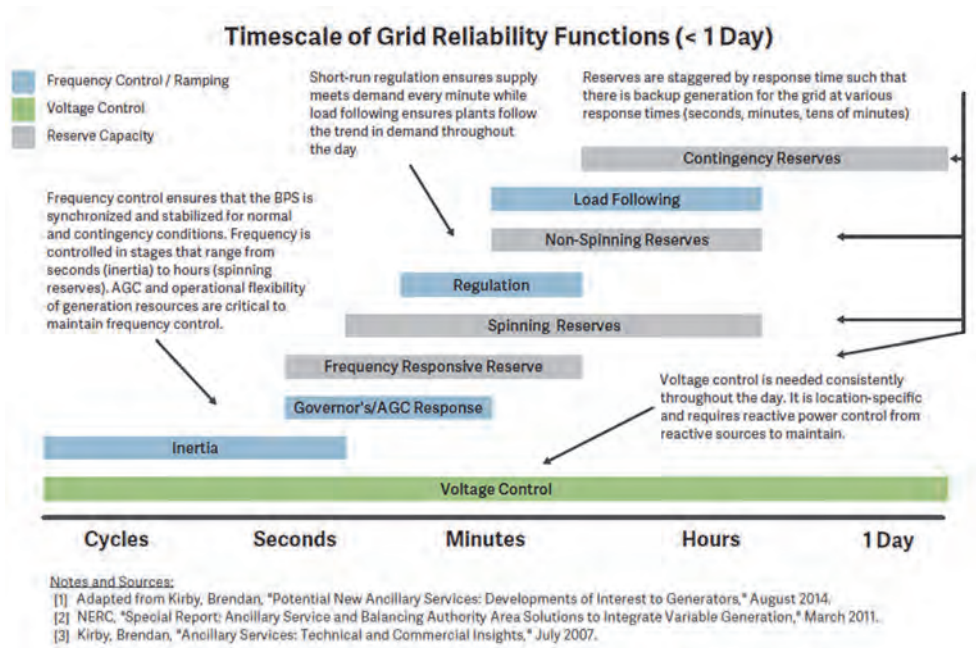 Timescale of Grid Reliability Functions (< 1 Day)
Frequency Control / Ramping
Voltage Control
Reserve Capacity
Short-run regulation ensures supply
meets demand every minute while
load following ensures plants follow
the trend in demand throughout
the day
Reserves are staggered by response time such that
there is backup generation for the grid at various
response times (seconds, minutes, tens of minutes)
Contingency Reserves
Frequency control ensures that the BPS is
synchronized and stabilized for normal
and contingency conditions. Frequency is
controlled in stages that range from
seconds (inertia) to hours (spinning
reserves). AGC and operational flexibility
of generation resources are critical to
maintain frequency control.
Load Following
Non-Spinning Reserves
Regulation
Spinning Reserves
Frequency Responsive Reserve
Governor's/AGC Response
Voltage control is needed consistently
throughout the day. It is location-specific
and requires reactive power control from
reactive sources to maintain.
Inertia
Voltage Control
Cycles Seconds Minutes Hours 1 Day
Notes and Sources:
[1] Adapted from Kirby, Brendan, "Potential New Ancillary Services: Developments of Interest to Generators," August 2014.
[2] NERC, "Special Report: Ancillary Service and Balancing Authority Area Solutions to Integrate Variable Generation," March 2011.
[3] Kirby, Brendan, "Ancillary Services: Technical and Commercial Insights," July 2007.